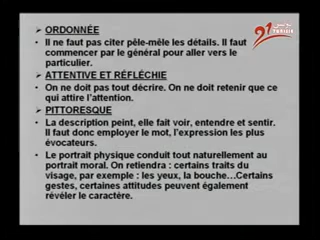 ➢ ORDONNÉE
• Il ne faut pas citer pêle-mêle les détails. Il faut
commencer par le général pour aller vers le
particulier.
➢ ATTENTIVE ET RÉFLÉCHIE
• On ne doit pas tout décrire. On ne doit retenir que ce
qui attire l'attention.
➢ PITTORESQUE
• La description peint, elle fait voir, entendre et sentir.
Il faut donc employer le mot, l'expression les plus
évocateurs.
• Le portrait physique conduit tout naturellement au
portrait moral. On retiendra : certains traits du
visage, par exemple : les yeux, la bouche…Certains
gestes, certaines attitudes peuvent également
révéler le caractère.
21